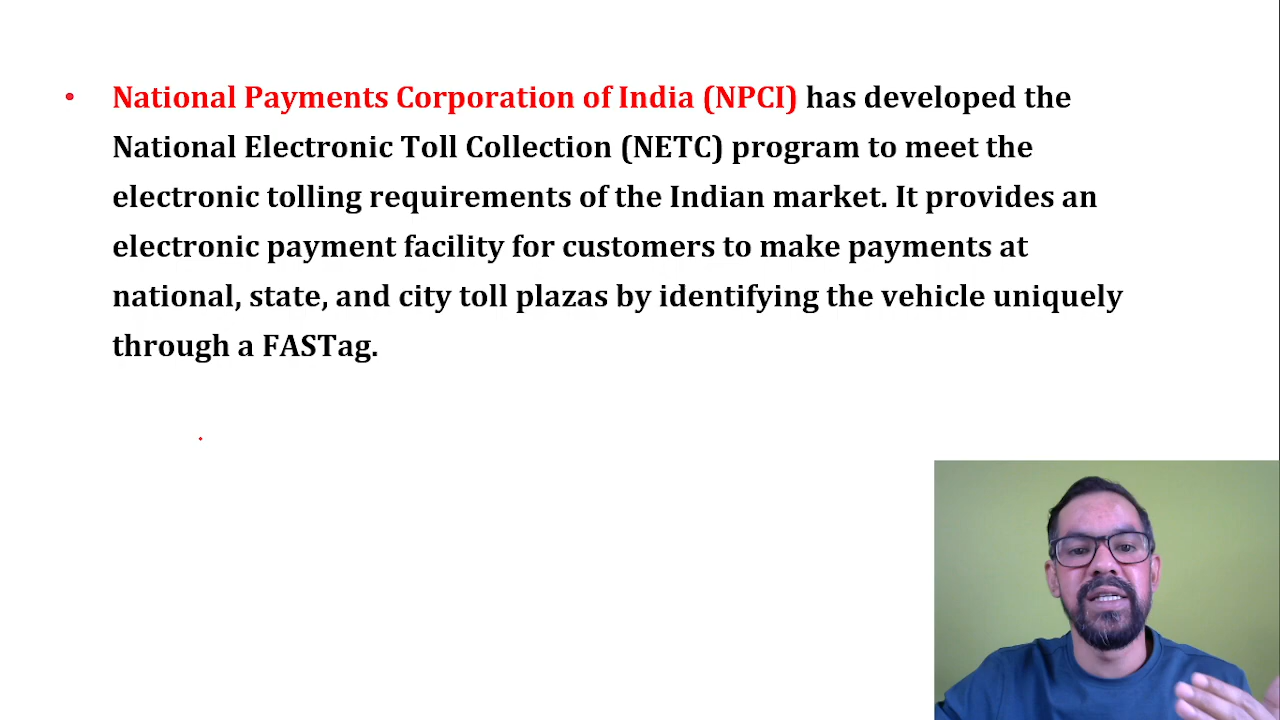 National Payments Corporation of India (NPCI) has developed the
National Electronic Toll Collection (NETC) program to meet the
electronic tolling requirements of the Indian market. It provides an
electronic payment facility for customers to make payments at
national, state, and city toll plazas by identifying the vehicle uniquely
through a FASTag.